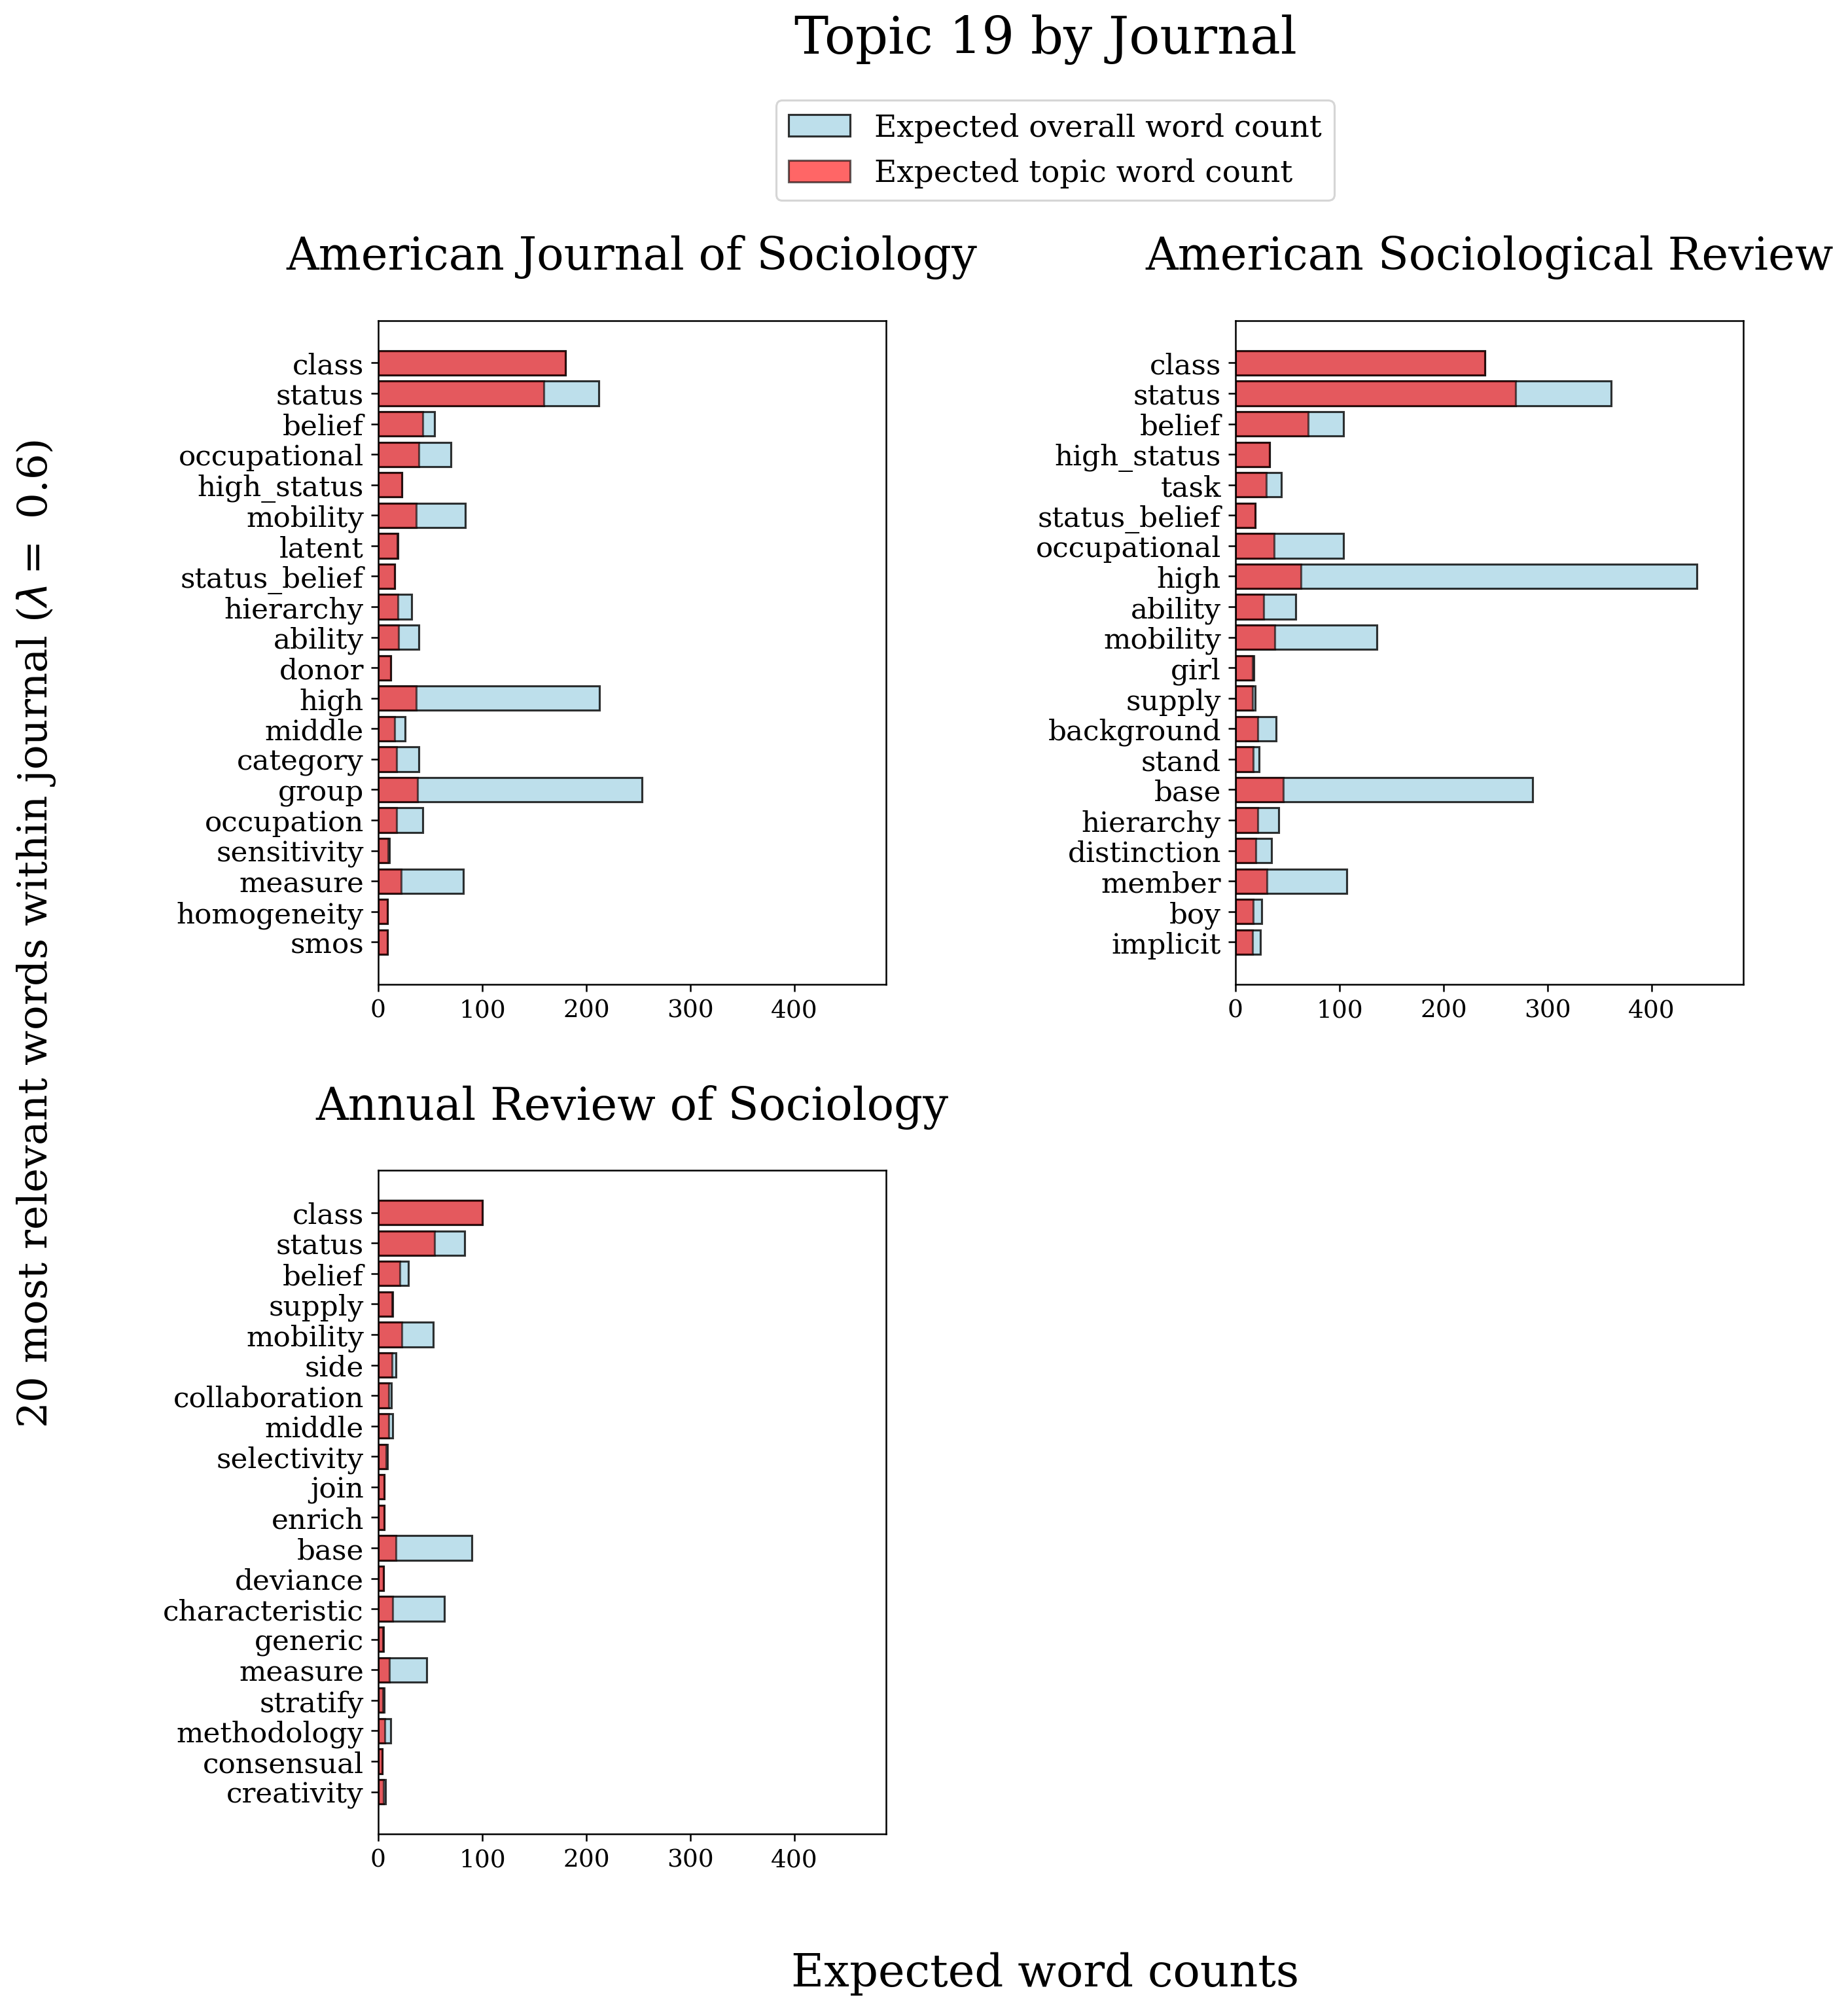 Topic 19 by Journal
Expected overall word count
Expected topic word count
20 most relevant words within journal (λ = 0.6)
American Journal of Sociology
class
status
belief
occupational
high_status
mobility
latent
status_belief
hierarchy
ability
donor
high
middle
category
group
occupation
sensitivity
measure
homogeneity
smos
0 100 200 300 400
American Sociological Review
class
status
belief
high_status
task
status_belief
occupational
high
ability
mobility
girl
supply
background
stand
base
hierarchy
distinction
member
boy
implicit
0 100 200 300 400
Annual Review of Sociology
class
status
belief
supply
mobility
side
collaboration
middle
selectivity
join
enrich
base
deviance
characteristic
generic
measure
stratify
methodology
consensual
creativity
0 100 200 300 400
Expected word counts